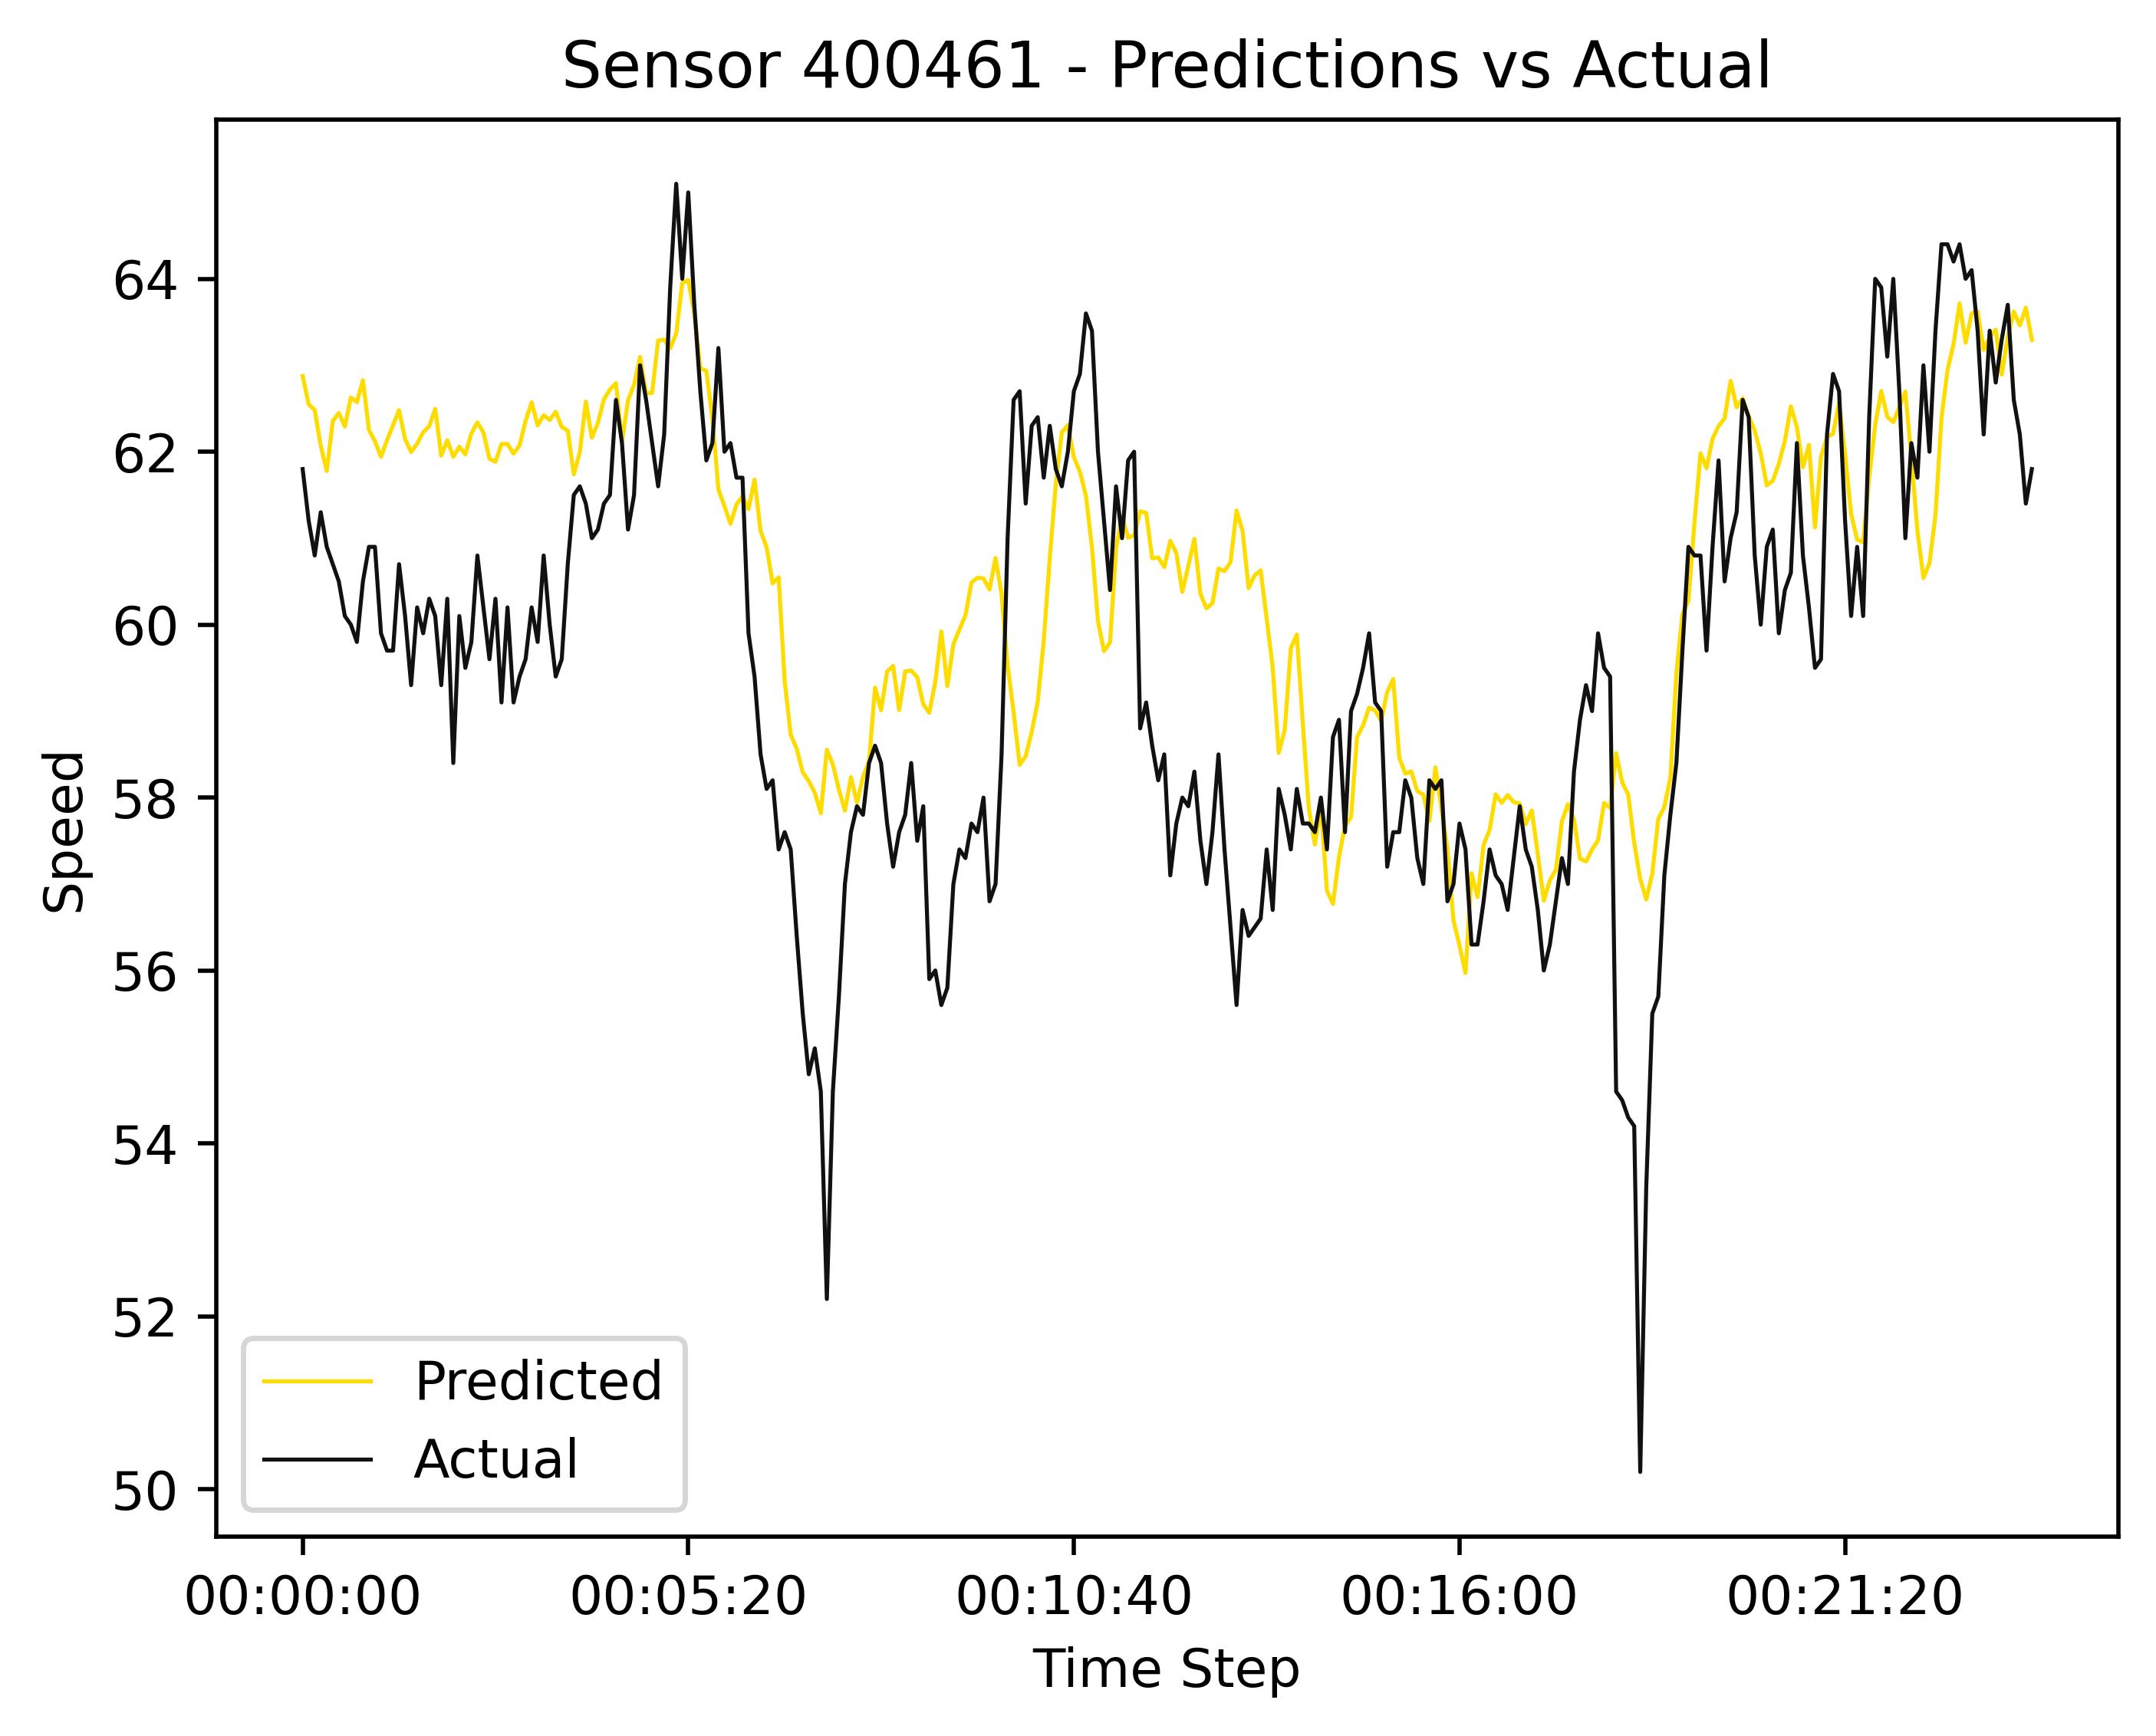 Sensor 400461 - Predictions vs Actual
64
62
60
58
56
54
52
50
Speed
Predicted
Actual
00:00:00
00:05:20
00:10:40
00:16:00
00:21:20
Time Step